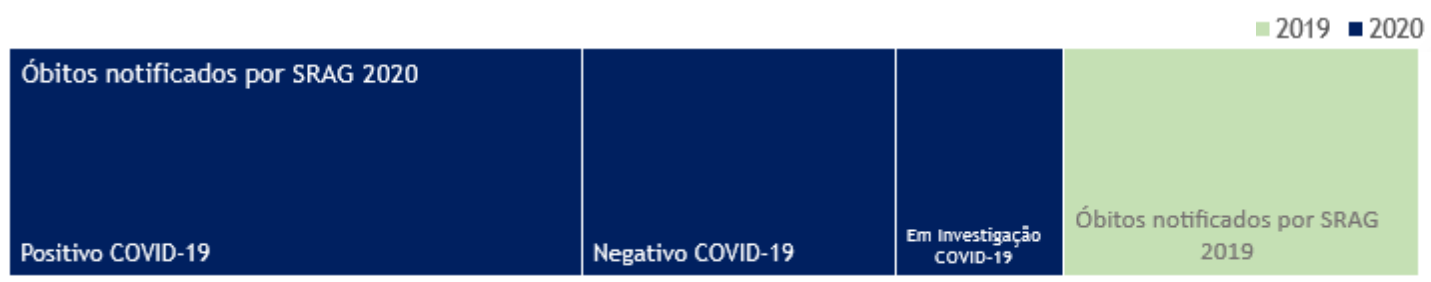 2019 2020
Óbitos notificados por SRAG 2020
Positivo COVID-19
Negativo COVID-19
Em Investigação
COVID-19
Óbitos notificados por SRAG
2019